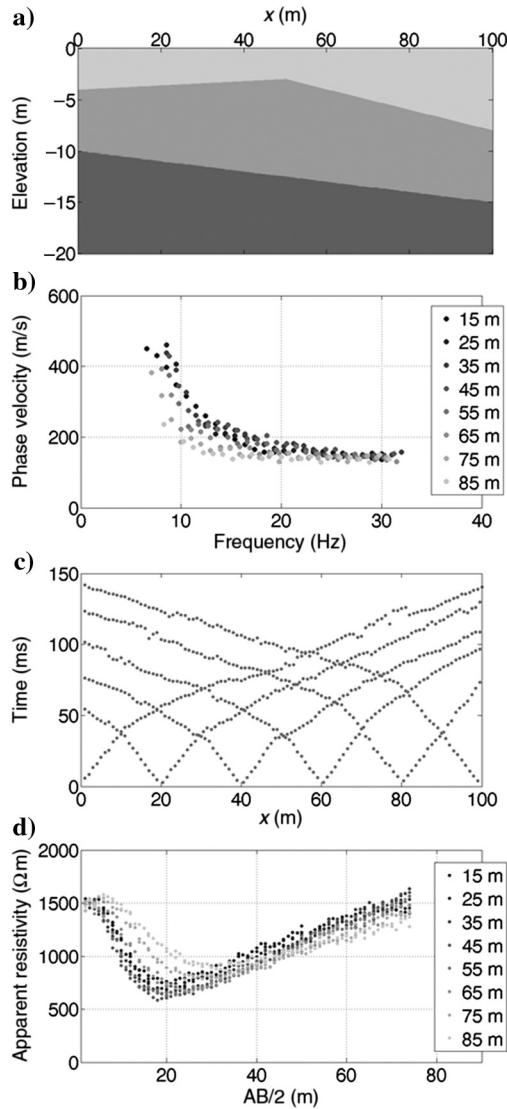 a)
x (m)
0 20 40 60 80 100
Elevation (m)
0
−5
−10
−15
−20
b)
Phase velocity (m/s)
600
400
200
0
0 10 20 30 40
Frequency (Hz)
15 m
25 m
35 m
45 m
55 m
65 m
75 m
85 m
c)
Time (ms)
150
100
50
0
0 20 40 60 80 100
x (m)
d)
Apparent resistivity (Ωm)
2000
1500
1000
500
0
0 20 40 60 80
AB/2 (m)
15 m
25 m
35 m
45 m
55 m
65 m
75 m
85 m